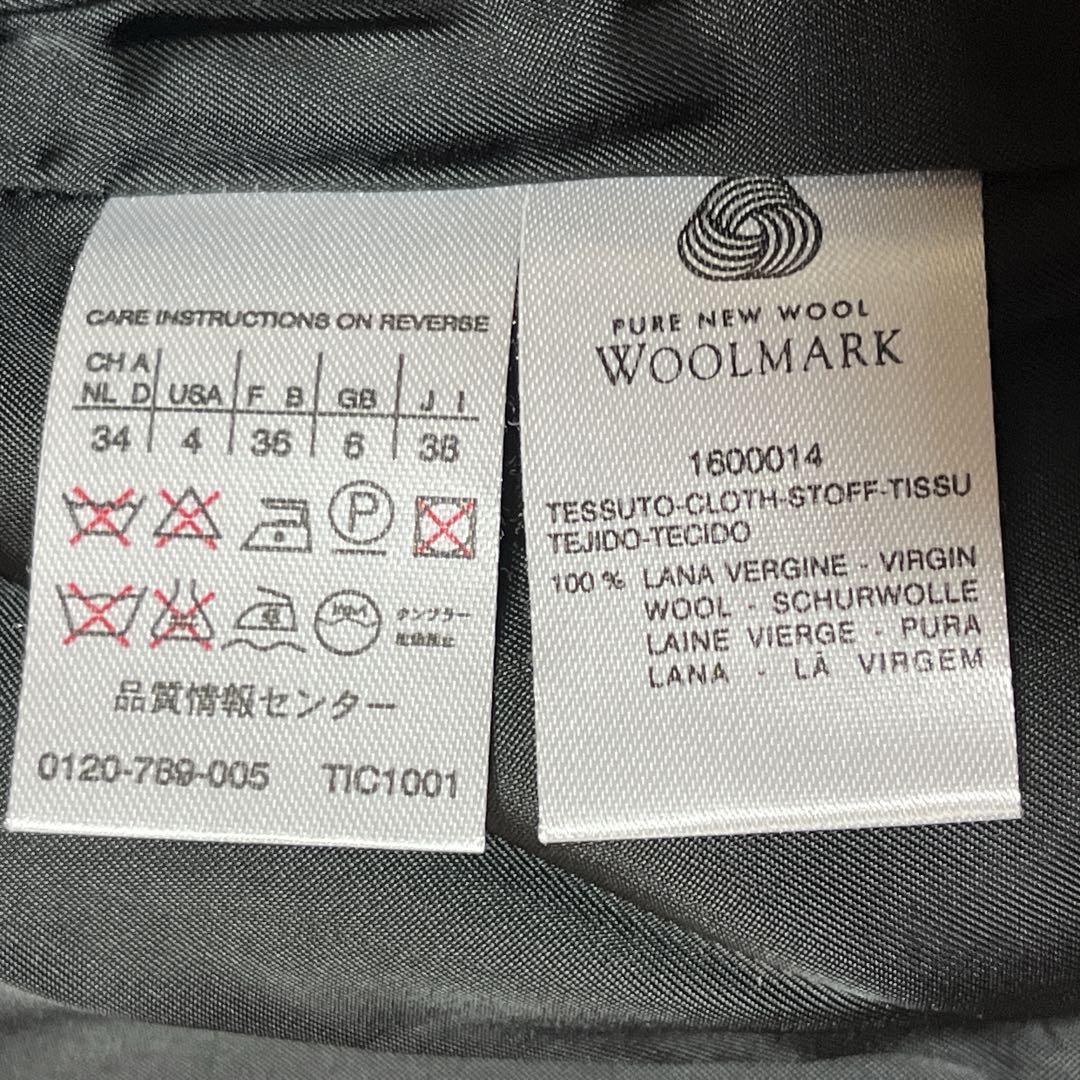 CARE INSTRUCTIONS ON REVERSE
CH A
NL D USA F B GB J I
34 4 36 6 38
P
タンブラー
品質情報センター
0120-789-005 TIC1001
PURE NEW WOOL
WOOLMARK
1600014
TESSUTO-CLOTH-STOFF-TISSU
TEJIDO-TECIDO
100 % LANA VERGINE - VIRGIN
WOOL - SCHURWOLLE
LAINE VIERGE - PURA
LANA - LÀ VIRGEM